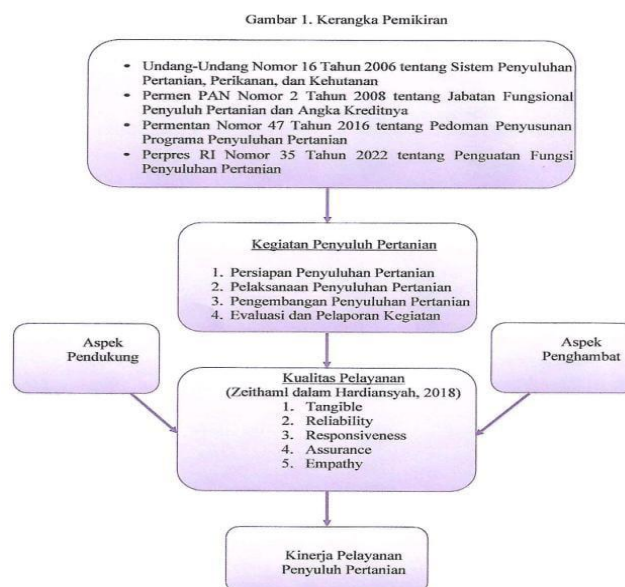 Gambar 1. Kerangka Pemikiran
• Undang-Undang Nomor 16 Tahun 2006 tentang Sistem Penyuluhan
Pertanian, Perikanan, dan Kehutanan
• Permen PAN Nomor 2 Tahun 2008 tentang Jabatan Fungsional
Penyuluh Pertanian dan Angka Kreditnya
• Permentan Nomor 47 Tahun 2016 tentang Pedoman Penyusunan
Programa Penyuluhan Pertanian
• Perpres RI Nomor 35 Tahun 2022 tentang Penguatan Fungsi
Penyuluhan Pertanian
Kegiatan Penyuluh Pertanian
1. Persiapan Penyuluhan Pertanian
2. Pelaksanaan Penyuluhan Pertanian
3. Pengembangan Penyuluhan Pertanian
4. Evaluasi dan Pelaporan Kegiatan
Aspek
Pendukung
Aspek
Penghambat
Kualitas Pelayanan
(Zeithaml dalam Hardiansyah, 2018)
1. Tangible
2. Reliability
3. Responsiveness
4. Assurance
5. Empathy
Kinerja Pelayanan
Penyuluh Pertanian